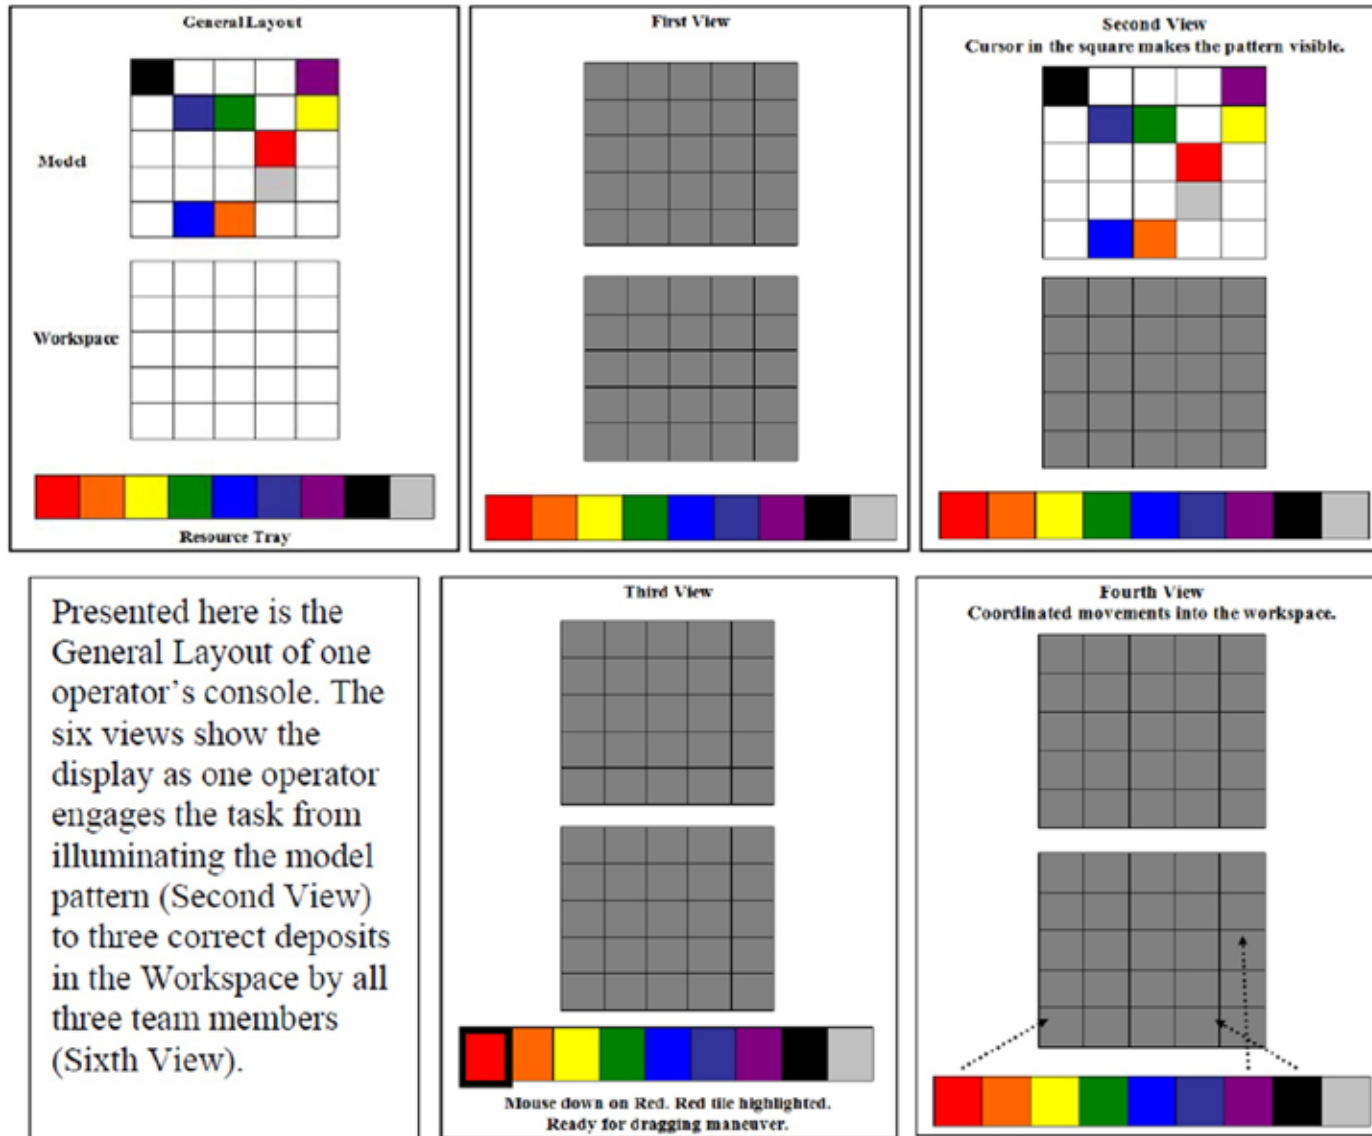 General Layout
Model
Workspace
Resource Tray
First View
Second View
Cursor in the square makes the pattern visible.
Presented here is the
General Layout of one
operator's console. The
six views show the
display as one operator
engages the task from
illuminating the model
pattern (Second View)
to three correct deposits
in the Workspace by all
three team members
(Sixth View).
Third View
Mouse down on Red. Red tile highlighted.
Ready for dragging maneuver.
Fourth View
Coordinated movements into the workspace.